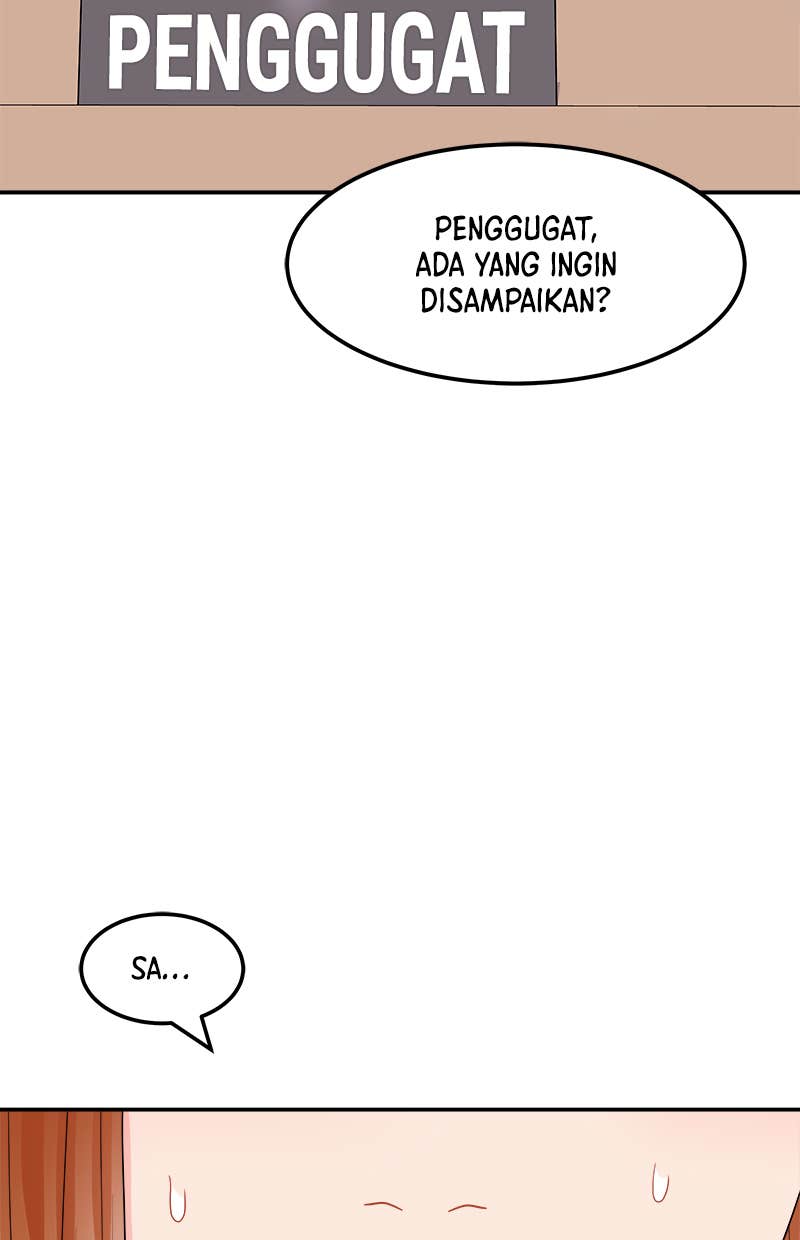 PENGGUGAT
PENGGUGAT,
ADA YANG INGIN
DISAMPAIKAN?
SA...